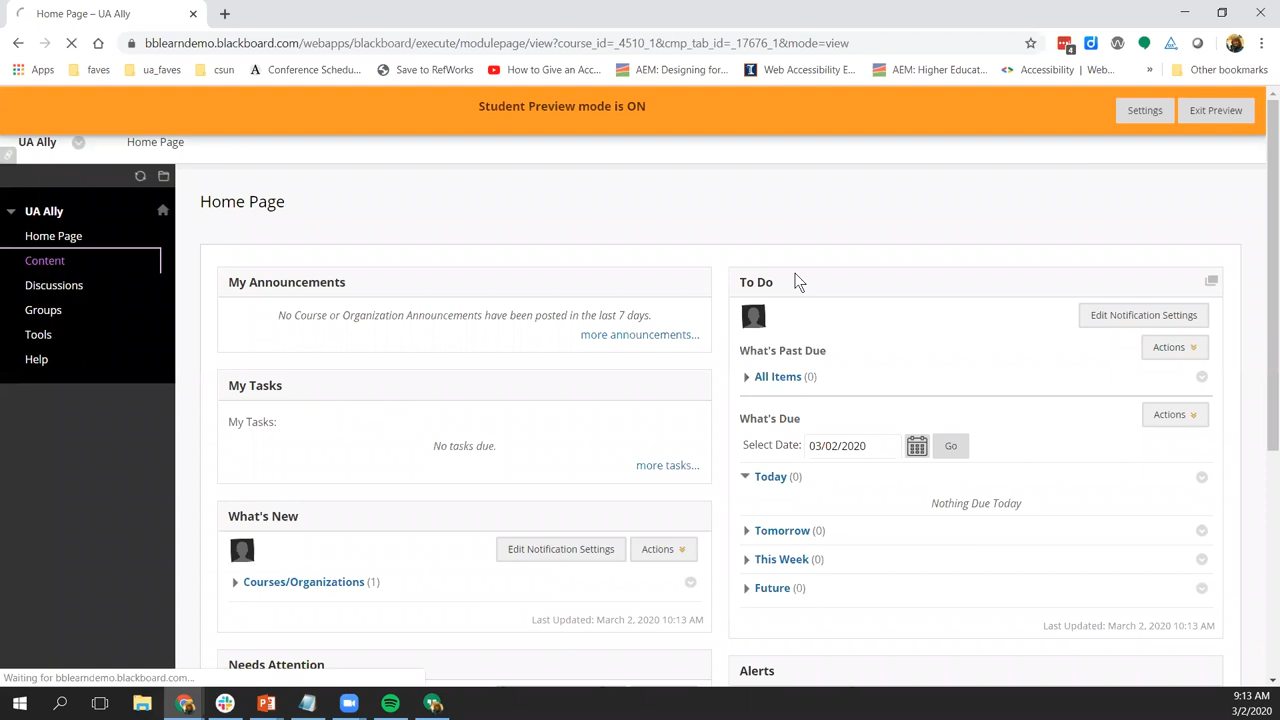 Home Page – UA Ally
bblearndemo.blackboard.com/webapps/blackboard/execute/modulepage/view?course_id=_4510_1&cmp_tab_id=_17676_1&mode=view
4
Apps
faves
ua_faves
csun
Conference Schedu...
Save to RefWorks
How to Give an Acc...
AEM: Designing for...
Web Accessibility E...
AEM: Higher Educat...
Accessibility | Web...
»
Other bookmarks
Student Preview mode is ON
Settings
Exit Preview
UA Ally
Home Page
UA Ally
Home Page
Content
Discussions
Groups
Tools
Help
Home Page
My Announcements
No Course or Organization Announcements have been posted in the last 7 days.
more announcements...
My Tasks
My Tasks:
No tasks due.
more tasks...
What's New
Edit Notification Settings
Actions
Courses/Organizations (1)
Last Updated: March 2, 2020 10:13 AM
Needs Attention
To Do
Edit Notification Settings
What's Past Due
Actions
All Items (0)
What's Due
Actions
Select Date: 03/02/2020 Go
Today (0)
Nothing Due Today
Tomorrow (0)
This Week (0)
Future (0)
Last Updated: March 2, 2020 10:13 AM
Alerts
Waiting for bblearndemo.blackboard.com...
9:13 AM
3/2/2020